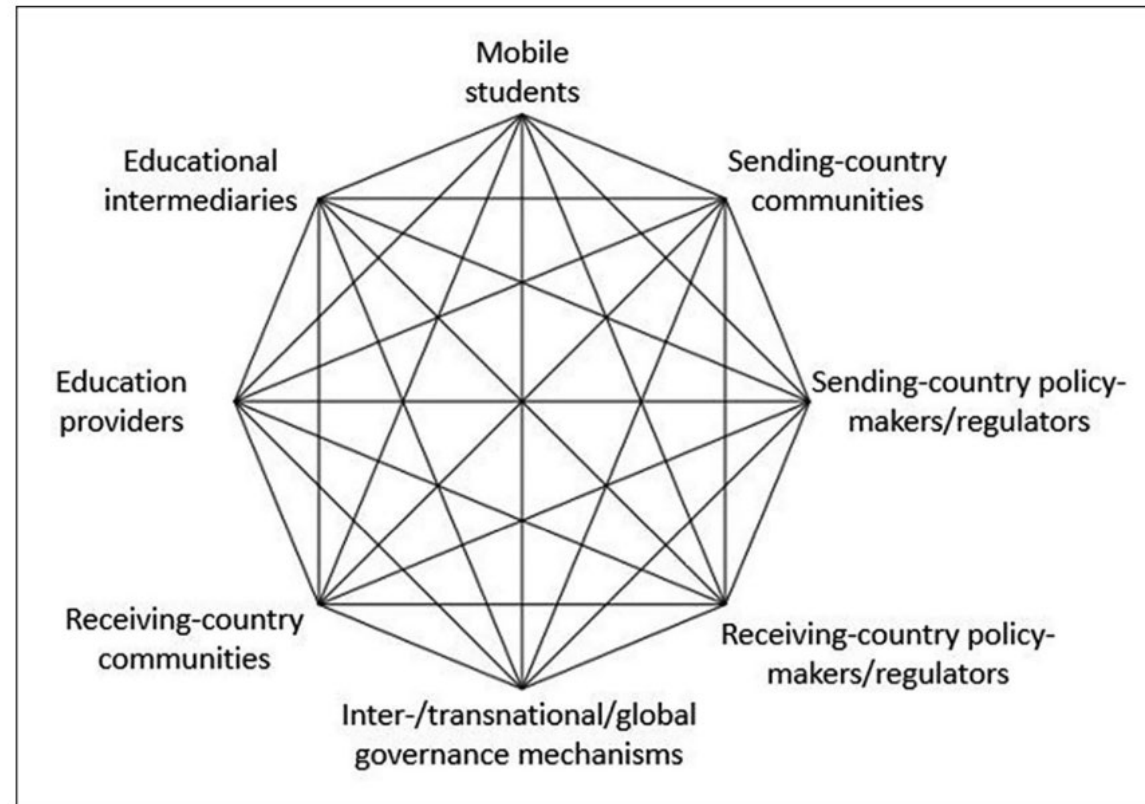 Mobile
students
Educational
intermediaries
Sending-country
communities
Education
providers
Sending-country policy-
makers/regulators
Receiving-country
communities
Receiving-country policy-
makers/regulators
Inter-/transnational/global
governance mechanisms